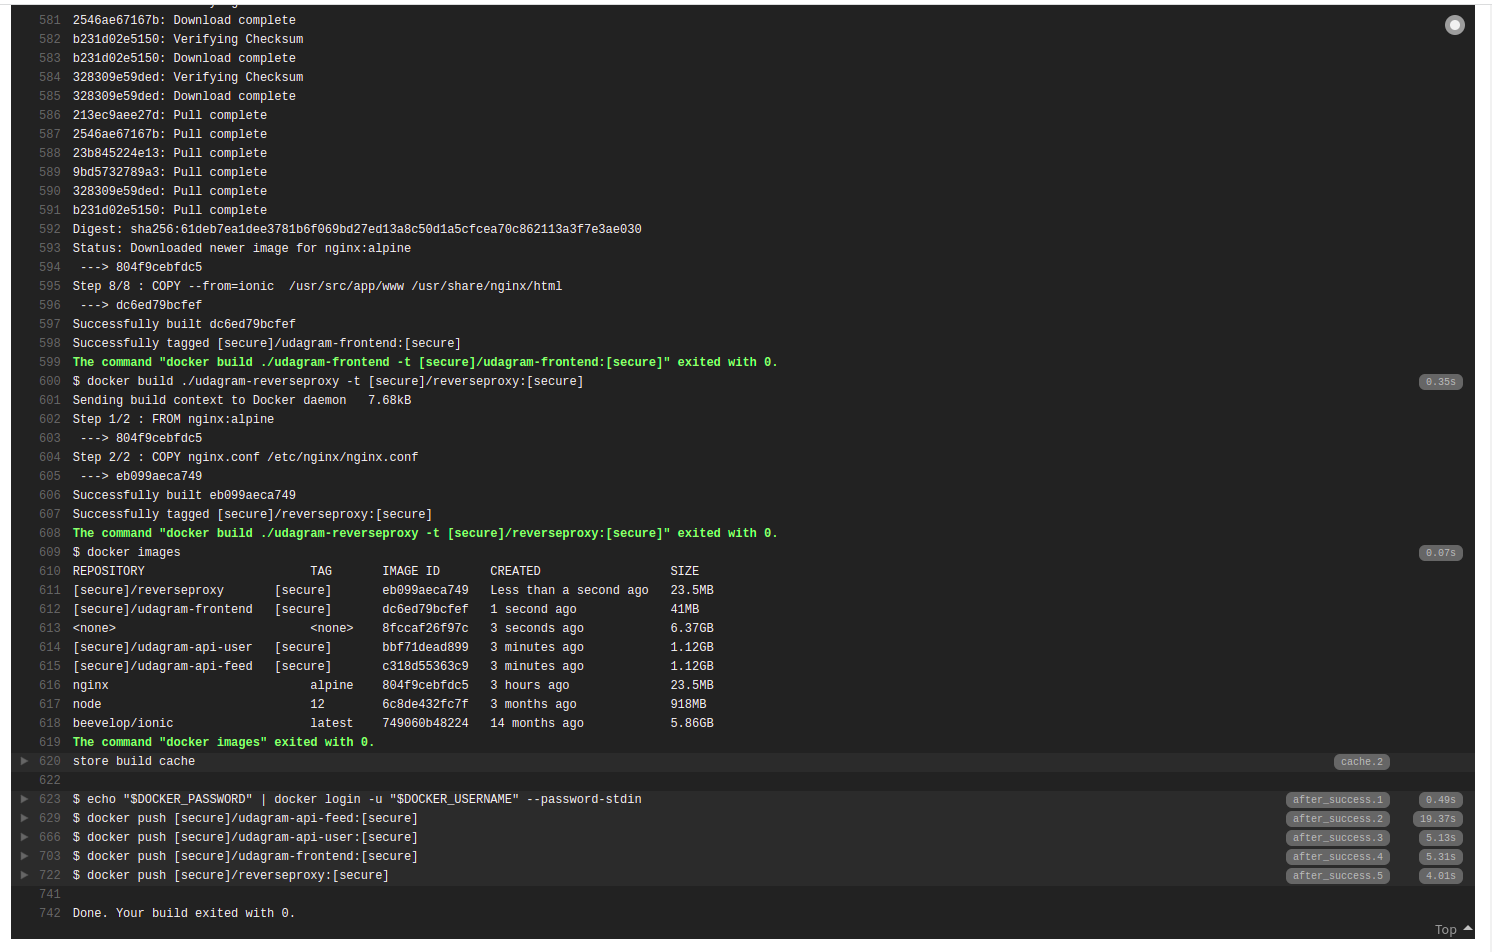 581 2546ae67167b: Download complete
582 b231d02e5150: Verifying Checksum
583 b231d02e5150: Download complete
584 328309e59ded: Verifying Checksum
585 328309e59ded: Download complete
586 213ec9aee27d: Pull complete
587 2546ae67167b: Pull complete
588 23b845224e13: Pull complete
589 9bd5732789a3: Pull complete
590 328309e59ded: Pull complete
591 b231d02e5150: Pull complete
592 Digest: sha256:61deb7ea1dee3781b6f069bd27ed13a8c50d1a5cfcea70c862113a3f7e3ae030
593 Status: Downloaded newer image for nginx:alpine
594 ---> 804f9cebfdc5
595 Step 8/8 : COPY --from=ionic  /usr/src/app/www /usr/share/nginx/html
596 ---> dc6ed79bcfef
597 Successfully built dc6ed79bcfef
598 Successfully tagged [secure]/udagram-frontend:[secure]
599 The command "docker build ./udagram-frontend -t [secure]/udagram-frontend:[secure]" exited with 0.
600 $ docker build ./udagram-reverseproxy -t [secure]/reverseproxy:[secure] 0.35s
601 Sending build context to Docker daemon   7.68kB
602 Step 1/2 : FROM nginx:alpine
603 ---> 804f9cebfdc5
604 Step 2/2 : COPY nginx.conf /etc/nginx/nginx.conf
605 ---> eb099aeca749
606 Successfully built eb099aeca749
607 Successfully tagged [secure]/reverseproxy:[secure]
608 The command "docker build ./udagram-reverseproxy -t [secure]/reverseproxy:[secure]" exited with 0.
609 $ docker images 0.07s
610 REPOSITORY TAG IMAGE ID CREATED SIZE
611 [secure]/reverseproxy [secure] eb099aeca749 Less than a second ago 23.5MB
612 [secure]/udagram-frontend [secure] dc6ed79bcfef 1 second ago 41MB
613 <none> <none> 8fccaf26f97c 3 seconds ago 6.37GB
614 [secure]/udagram-api-user [secure] bbf71dead899 3 minutes ago 1.12GB
615 [secure]/udagram-api-feed [secure] c318d55363c9 3 minutes ago 1.12GB
616 nginx alpine 804f9cebfdc5 3 hours ago 23.5MB
617 node 12 6c8de432fc7f 3 months ago 918MB
618 beevelop/ionic latest 749060b48224 14 months ago 5.86GB
619 The command "docker images" exited with 0.
620 store build cache cache.2
622
623 $ echo "$DOCKER_PASSWORD" | docker login -u "$DOCKER_USERNAME" --password-stdin after_success.1 0.49s
629 $ docker push [secure]/udagram-api-feed:[secure] after_success.2 19.37s
666 $ docker push [secure]/udagram-api-user:[secure] after_success.3 5.13s
703 $ docker push [secure]/udagram-frontend:[secure] after_success.4 5.31s
722 $ docker push [secure]/reverseproxy:[secure] after_success.5 4.01s
741
742 Done. Your build exited with 0.
Top